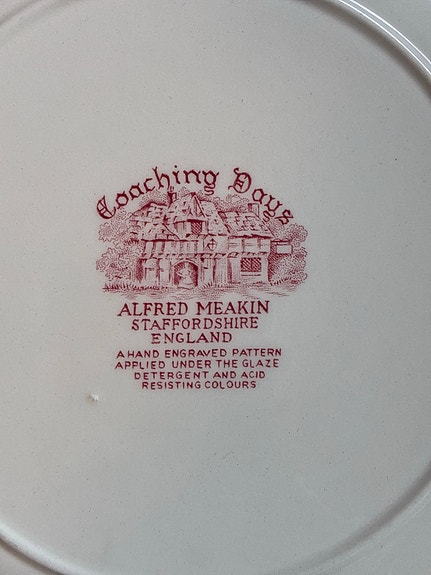 Coaching Days
ALFRED MEAKIN
STAFFORDSHIRE
ENGLAND
A HAND ENGRAVED PATTERN
APPLIED UNDER THE GLAZE
DETERGENT AND ACID
RESISTING COLOURS